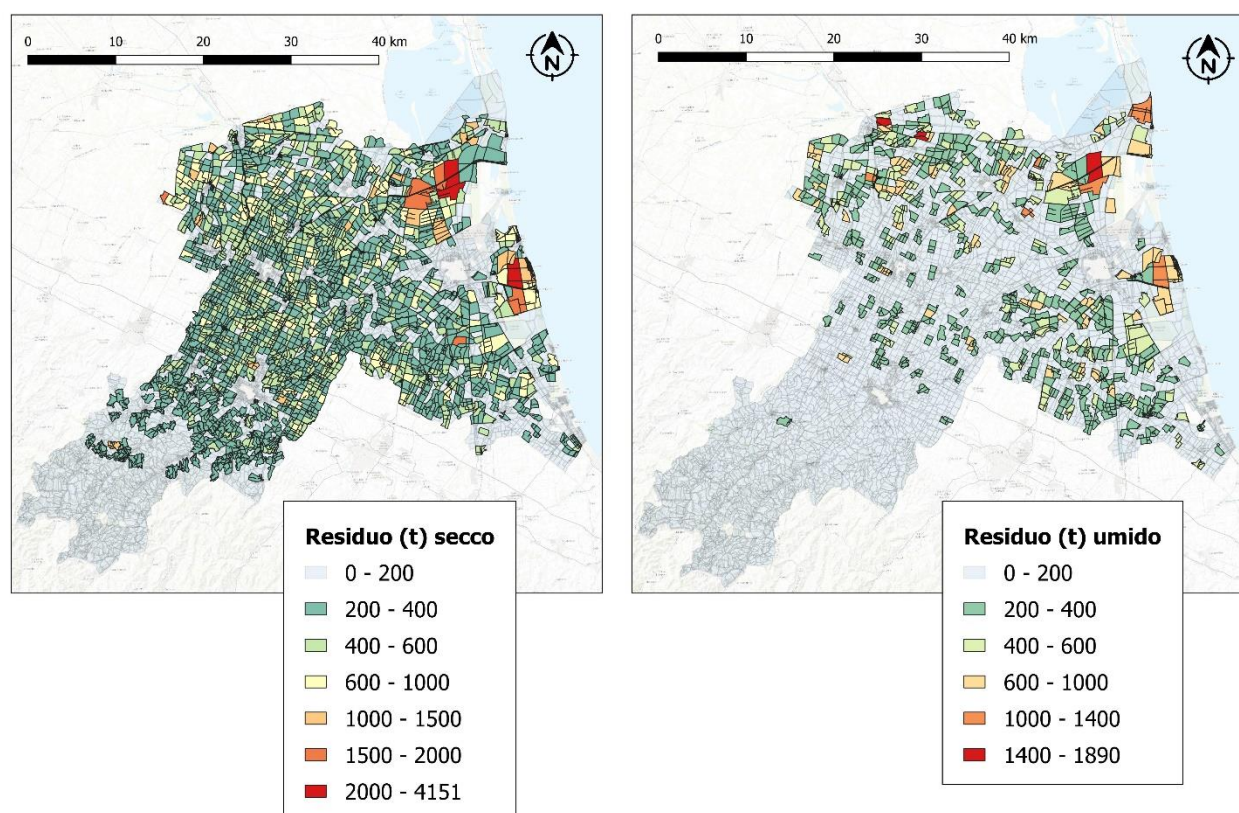 0 10 20 30 40 km
N
Residuo (t) secco
0 - 200
200 - 400
400 - 600
600 - 1000
1000 - 1500
1500 - 2000
2000 - 4151
0 10 20 30 40 km
N
Residuo (t) umido
0 - 200
200 - 400
400 - 600
600 - 1000
1000 - 1400
1400 - 1890